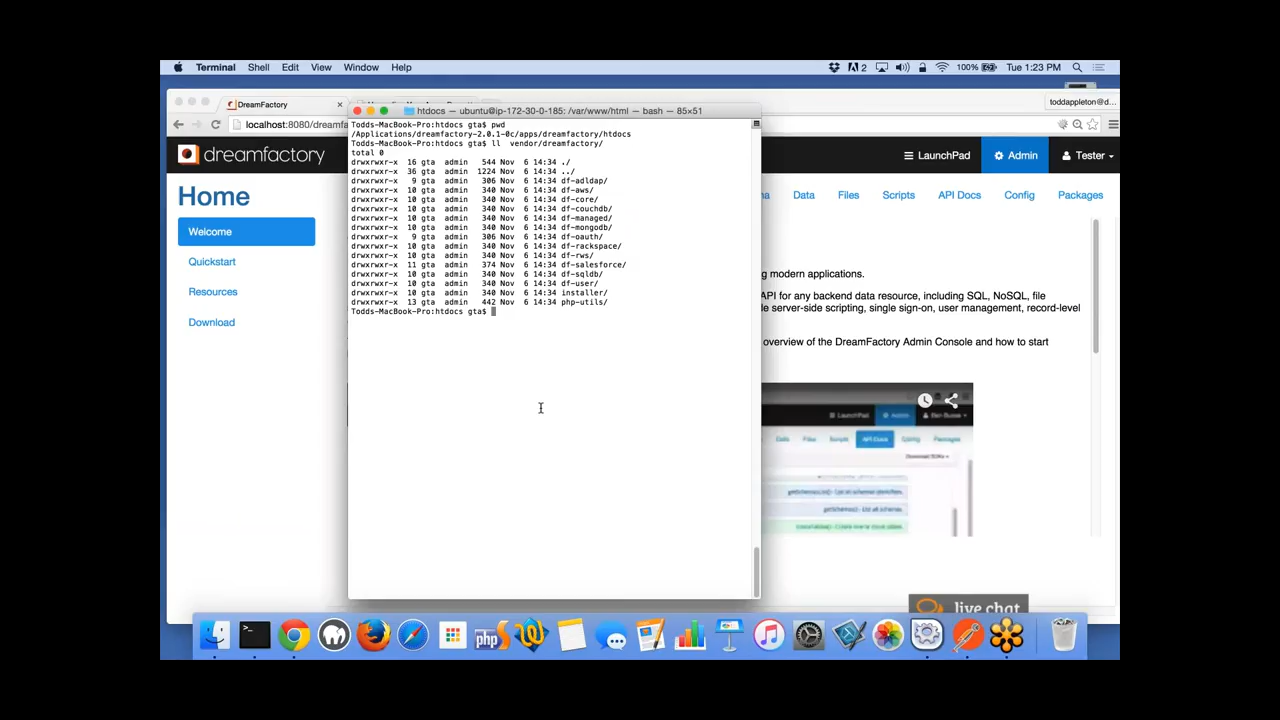 Terminal Shell Edit View Window Help
2 100% Tue 1:23 PM
DreamFactory
toddappleton@d...
htdocs — ubuntu@ip-172-30-0-185: /var/www/html — bash — 85×51
localhost:8080/dreamfa
dreamfactory
LaunchPad Admin Tester
Home
Welcome
Quickstart
Resources
Download
Data Files Scripts API Docs Config Packages
Todds-MacBook-Pro:htdocs gta$ pwd
/Applications/dreamfactory-2.0.1-0c/apps/dreamfactory/htdocs
Todds-MacBook-Pro:htdocs gta$ ll  vendor/dreamfactory/
total 0
drwxrwxr-x 16 gta admin 544 Nov 6 14:34 ./
drwxrwxr-x 36 gta admin 1224 Nov 6 14:34 ../
drwxrwxr-x 9 gta admin 306 Nov 6 14:34 df-adldap/
drwxrwxr-x 10 gta admin 340 Nov 6 14:34 df-aws/
drwxrwxr-x 10 gta admin 340 Nov 6 14:34 df-core/
drwxrwxr-x 10 gta admin 340 Nov 6 14:34 df-couchdb/
drwxrwxr-x 10 gta admin 340 Nov 6 14:34 df-managed/
drwxrwxr-x 10 gta admin 340 Nov 6 14:34 df-mongodb/
drwxrwxr-x 9 gta admin 306 Nov 6 14:34 df-oauth/
drwxrwxr-x 10 gta admin 340 Nov 6 14:34 df-rackspace/
drwxrwxr-x 10 gta admin 340 Nov 6 14:34 df-rws/
drwxrwxr-x 11 gta admin 374 Nov 6 14:34 df-salesforce/
drwxrwxr-x 10 gta admin 340 Nov 6 14:34 df-sqldb/
drwxrwxr-x 10 gta admin 340 Nov 6 14:34 df-user/
drwxrwxr-x 10 gta admin 340 Nov 6 14:34 installer/
drwxrwxr-x 13 gta admin 442 Nov 6 14:34 php-utils/
Todds-MacBook-Pro:htdocs gta$
g modern applications.
API for any backend data resource, including SQL, NoSQL, file
le server-side scripting, single sign-on, user management, record-level
overview of the DreamFactory Admin Console and how to start
LaunchPad Admin
Data Files Scripts API Docs Config Packages
live chat
php